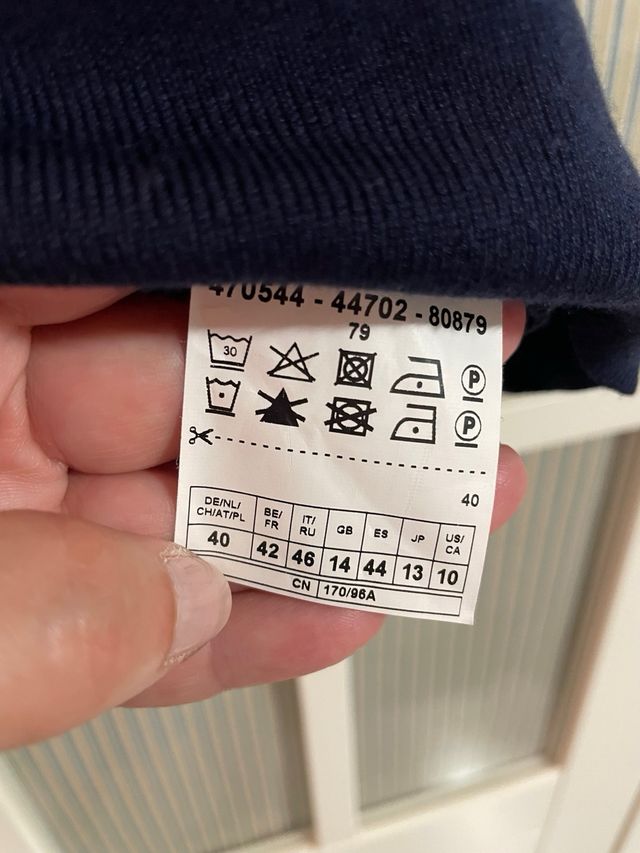 470544 - 44702 - 80879
79
30
P
P
40
DE/NL/ CH/AT/PL BE/ FR IT/ RU GB ES JP US/ CA
40 42 46 14 44 13 10
CN 170/96A